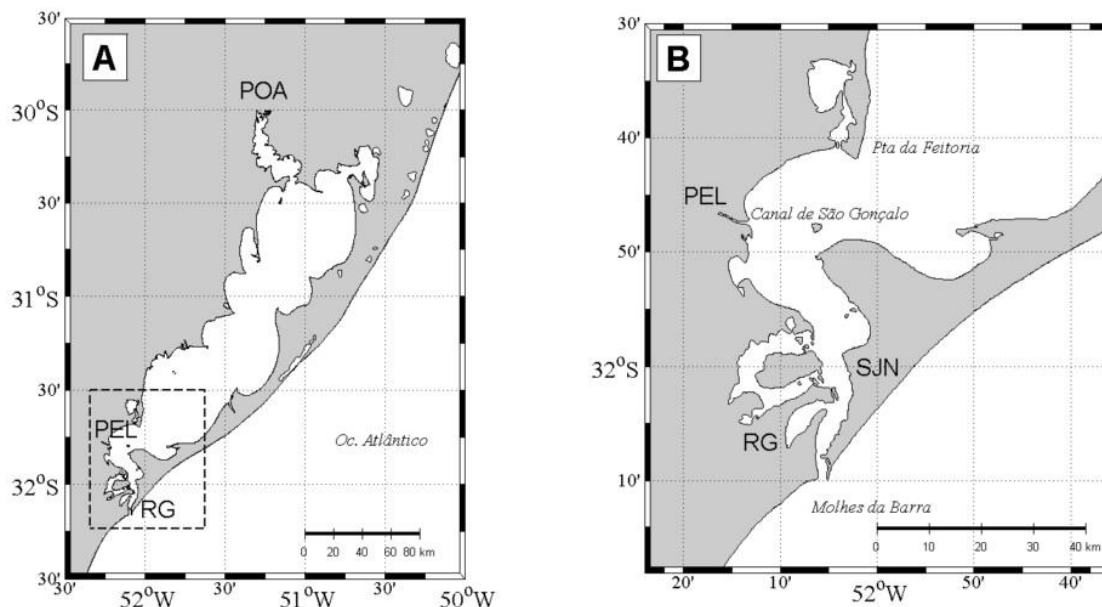 A
POA
PEL
RG
Oc. Atlântico
0 20 40 60 80 km
30'
30°S
30'
31°S
30'
32°S
30'
30' 52°W 30' 51°W 30' 50°W
B
Pta da Feitoria
PEL
Canal de São Gonçalo
SJN
RG
Molhes da Barra
0 10 20 30 40 km
30'
40'
50'
32°S
10'
20' 10' 52°W 50' 40'